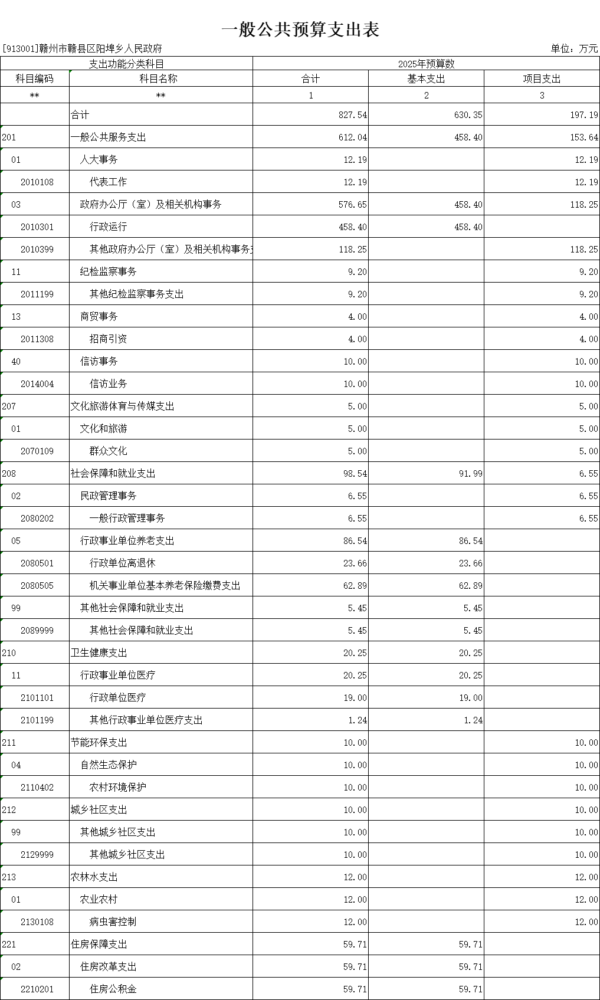 一般公共预算支出表
[913001]赣州市赣县区阳埠乡人民政府 单位：万元
支出功能分类科目 2025年预算数
科目编码 科目名称 合计 基本支出 项目支出
** ** 1 2 3
合计 827.54 630.35 197.19
201 一般公共服务支出 612.04 458.40 153.64
01 人大事务 12.19 12.19
2010108 代表工作 12.19 12.19
03 政府办公厅（室）及相关机构事务 576.65 458.40 118.25
2010301 行政运行 458.40 458.40
2010399 其他政府办公厅（室）及相关机构事务 118.25 118.25
11 纪检监察事务 9.20 9.20
2011199 其他纪检监察事务支出 9.20 9.20
13 商贸事务 4.00 4.00
2011308 招商引资 4.00 4.00
40 信访事务 10.00 10.00
2014004 信访业务 10.00 10.00
207 文化旅游体育与传媒支出 5.00 5.00
01 文化和旅游 5.00 5.00
2070109 群众文化 5.00 5.00
208 社会保障和就业支出 98.54 91.99 6.55
02 民政管理事务 6.55 6.55
2080202 一般行政管理事务 6.55 6.55
05 行政事业单位养老支出 86.54 86.54
2080501 行政单位离退休 23.66 23.66
2080505 机关事业单位基本养老保险缴费支出 62.89 62.89
99 其他社会保障和就业支出 5.45 5.45
2089999 其他社会保障和就业支出 5.45 5.45
210 卫生健康支出 20.25 20.25
11 行政事业单位医疗 20.25 20.25
2101101 行政单位医疗 19.00 19.00
2101199 其他行政事业单位医疗支出 1.24 1.24
211 节能环保支出 10.00 10.00
04 自然生态保护 10.00 10.00
2110402 农村环境保护 10.00 10.00
212 城乡社区支出 10.00 10.00
99 其他城乡社区支出 10.00 10.00
2129999 其他城乡社区支出 10.00 10.00
213 农林水支出 12.00 12.00
01 农业农村 12.00 12.00
2130108 病虫害控制 12.00 12.00
221 住房保障支出 59.71 59.71
02 住房改革支出 59.71 59.71
2210201 住房公积金 59.71 59.71